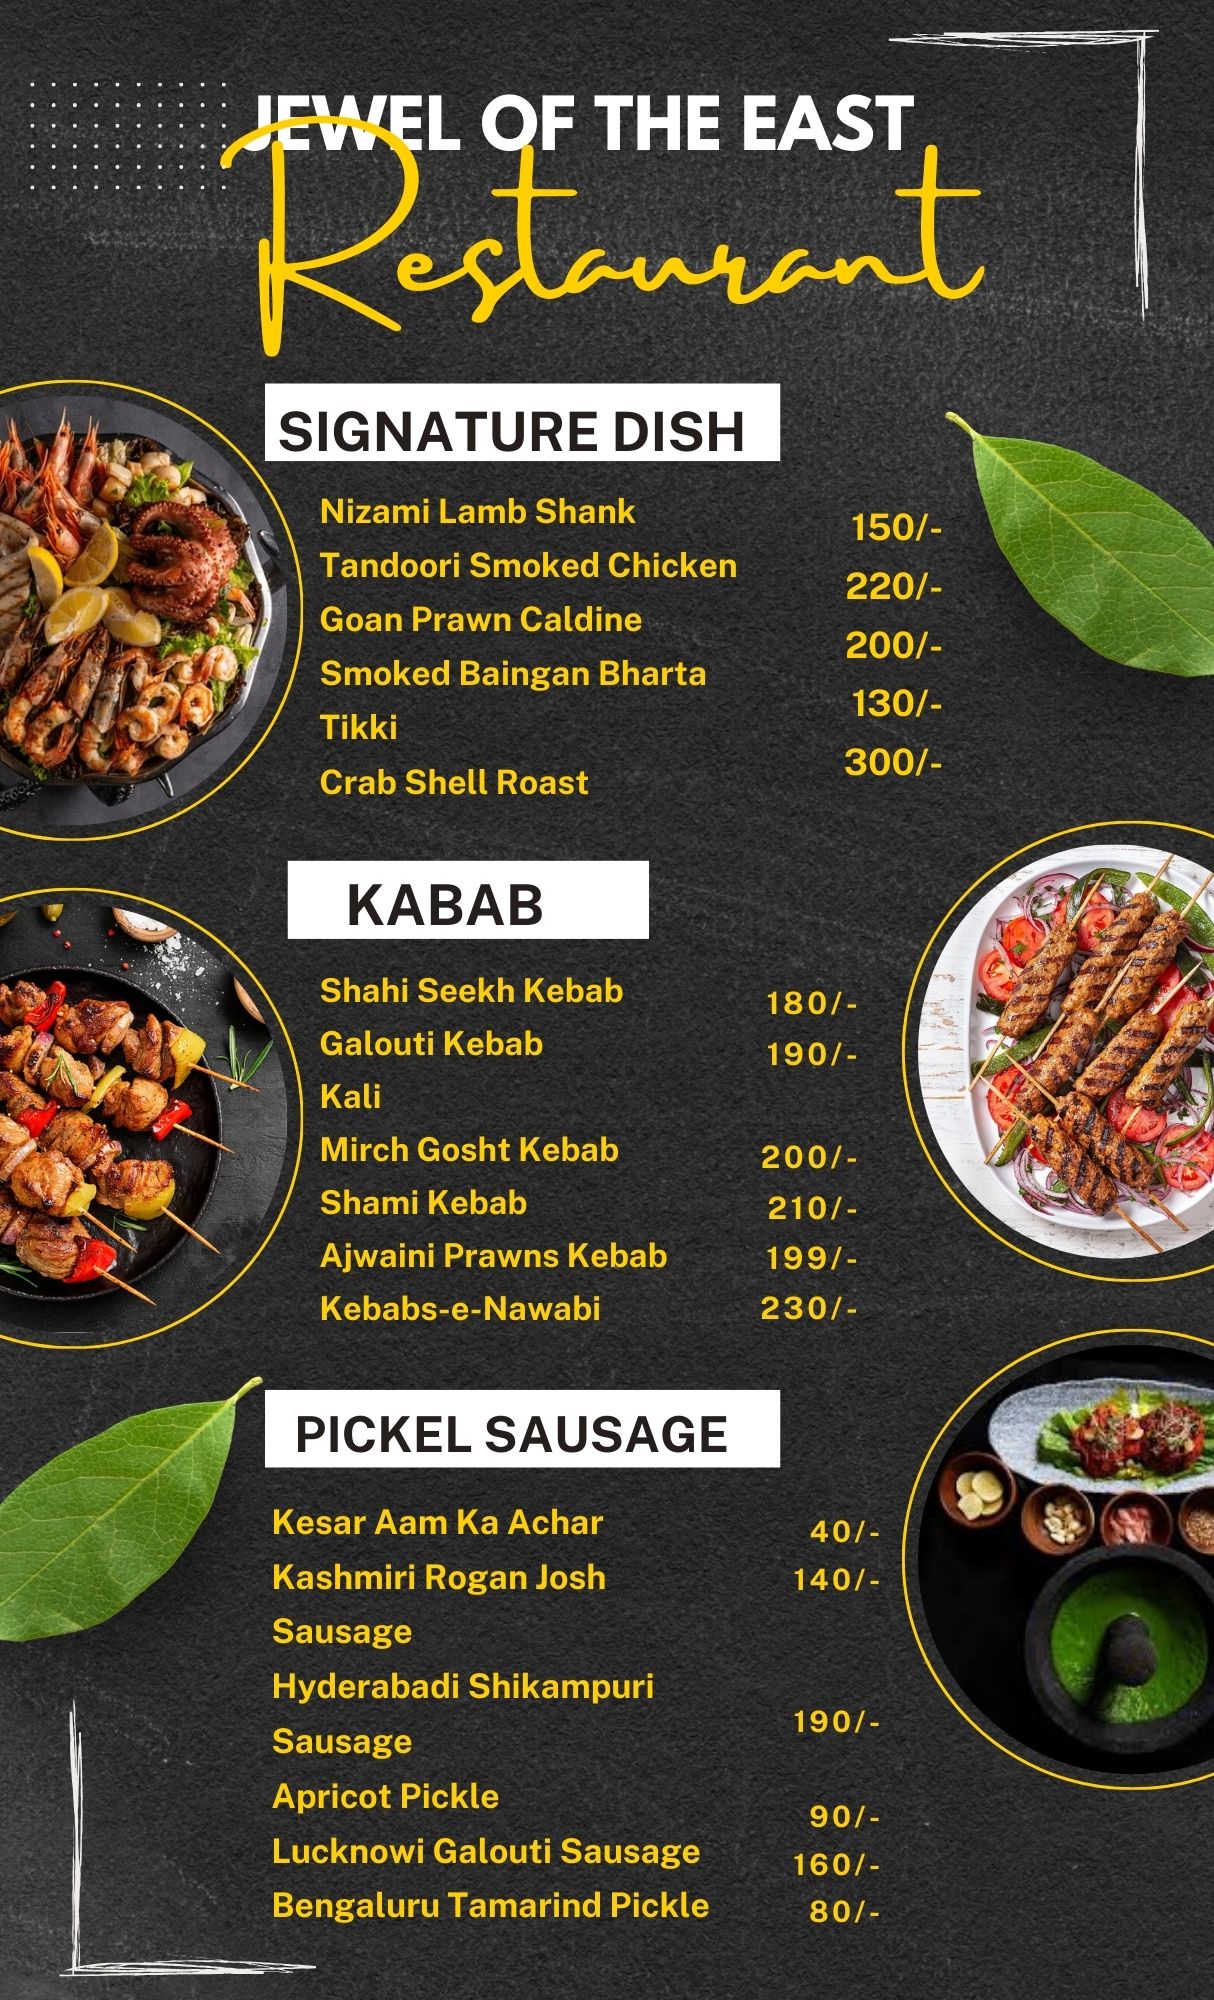 JEWEL OF THE EAST
Restaurant
SIGNATURE DISH
Nizami Lamb Shank 150/-
Tandoori Smoked Chicken 220/-
Goan Prawn Caldine 200/-
Smoked Baingan Bharta 130/-
Tikki
Crab Shell Roast 300/-
KABAB
Shahi Seekh Kebab 180/-
Galouti Kebab 190/-
Kali
Mirch Gosht Kebab 200/-
Shami Kebab 210/-
Ajwaini Prawns Kebab 199/-
Kebabs-e-Nawabi 230/-
PICKEL SAUSAGE
Kesar Aam Ka Achar 40/-
Kashmiri Rogan Josh 140/-
Sausage
Hyderabadi Shikampuri 190/-
Sausage
Apricot Pickle 90/-
Lucknowi Galouti Sausage 160/-
Bengaluru Tamarind Pickle 80/-